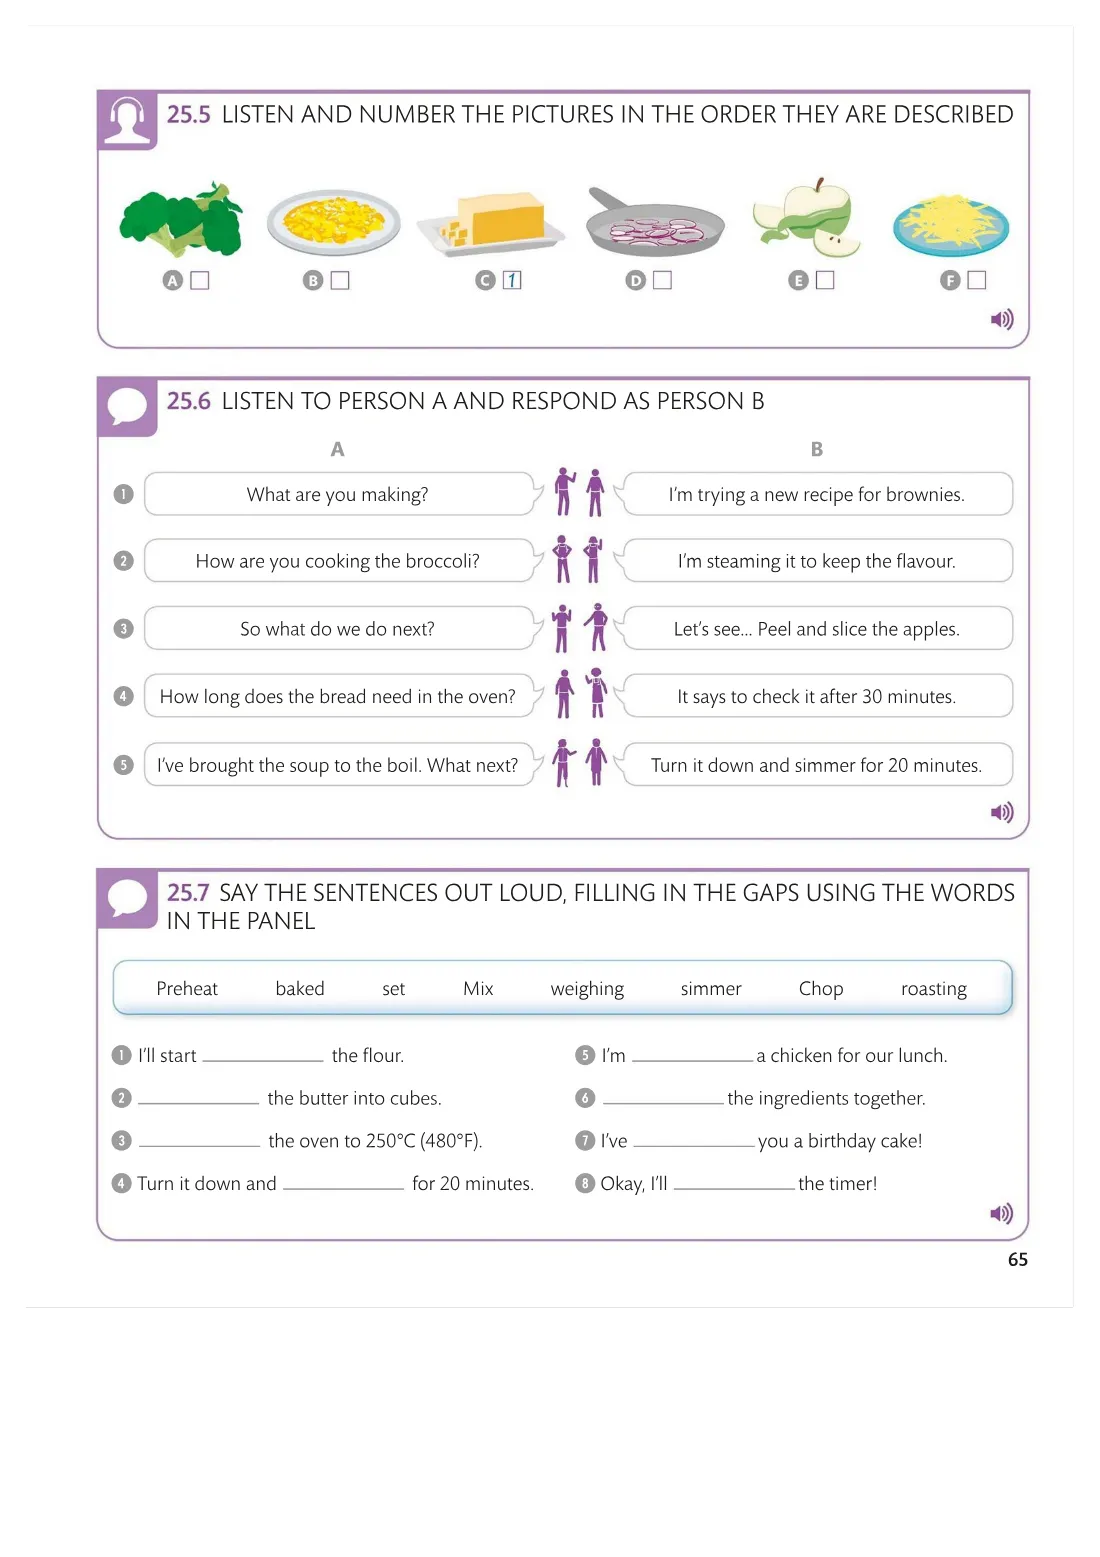 25.5 LISTEN AND NUMBER THE PICTURES IN THE ORDER THEY ARE DESCRIBED
A B C 1 D E F
25.6 LISTEN TO PERSON A AND RESPOND AS PERSON B
A B
1 What are you making? I'm trying a new recipe for brownies.
2 How are you cooking the broccoli? I'm steaming it to keep the flavour.
3 So what do we do next? Let's see... Peel and slice the apples.
4 How long does the bread need in the oven? It says to check it after 30 minutes.
5 I've brought the soup to the boil. What next? Turn it down and simmer for 20 minutes.
25.7 SAY THE SENTENCES OUT LOUD, FILLING IN THE GAPS USING THE WORDS
IN THE PANEL
Preheat baked set Mix weighing simmer Chop roasting
1 I'll start ____________ the flour.
2 ____________ the butter into cubes.
3 ____________ the oven to 250°C (480°F).
4 Turn it down and ____________ for 20 minutes.
5 I'm ____________ a chicken for our lunch.
6 ____________ the ingredients together.
7 I've ____________ you a birthday cake!
8 Okay, I'll ____________ the timer!
65